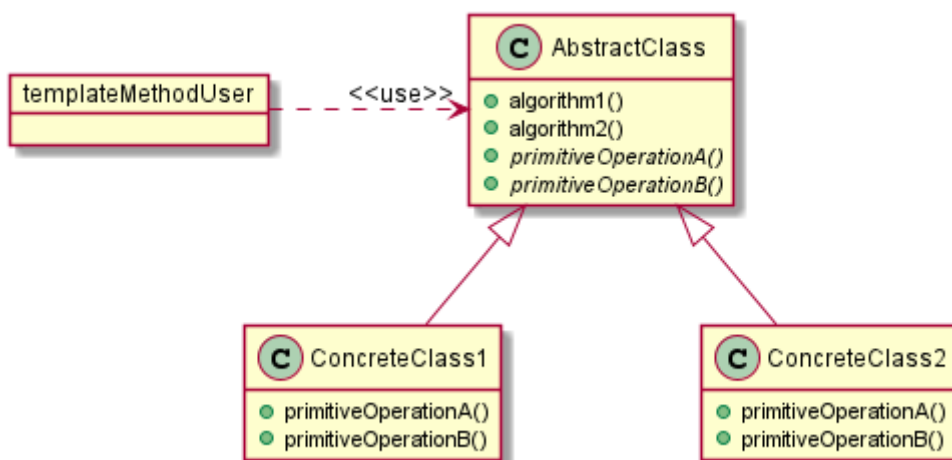 templateMethodUser
<<use>>
C AbstractClass
algorithm1()
algorithm2()
primitiveOperationA()
primitiveOperationB()
C ConcreteClass1
primitiveOperationA()
primitiveOperationB()
C ConcreteClass2
primitiveOperationA()
primitiveOperationB()